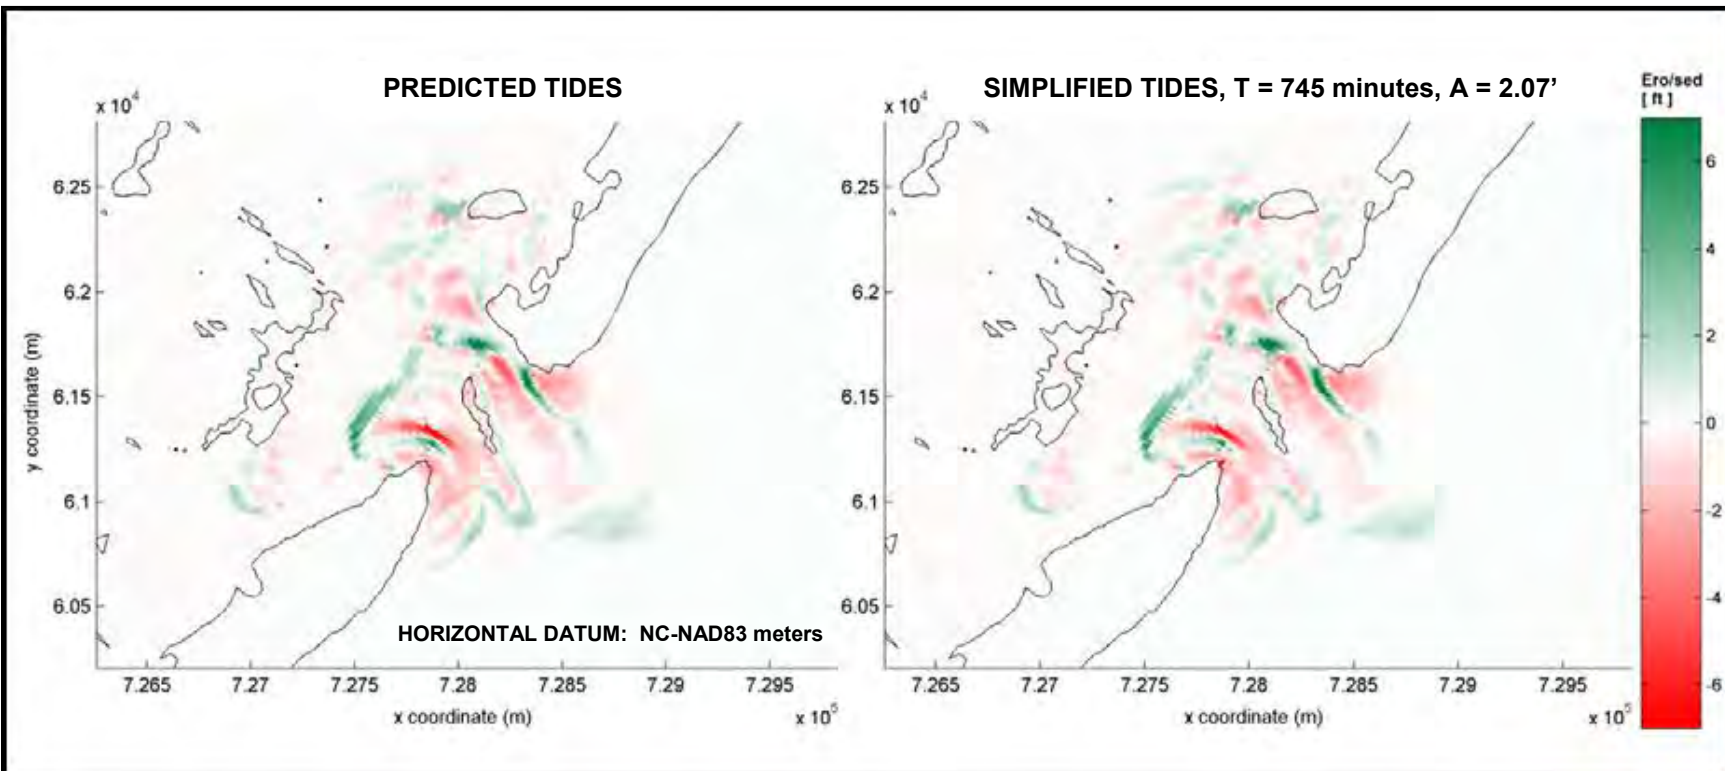 PREDICTED TIDES
SIMPLIFIED TIDES, T = 745 minutes, A = 2.07’
Ero/sed
[ ft ]
x 10⁴
x 10⁴
6.25
6.2
6.15
6.1
6.05
y coordinate (m)
HORIZONTAL DATUM: NC-NAD83 meters
7.265 7.27 7.275 7.28 7.285 7.29 7.295
x coordinate (m)
x 10⁵
6.25
6.2
6.15
6.1
6.05
7.265 7.27 7.275 7.28 7.285 7.29 7.295
x coordinate (m)
x 10⁵
6
4
2
0
-2
-4
-6